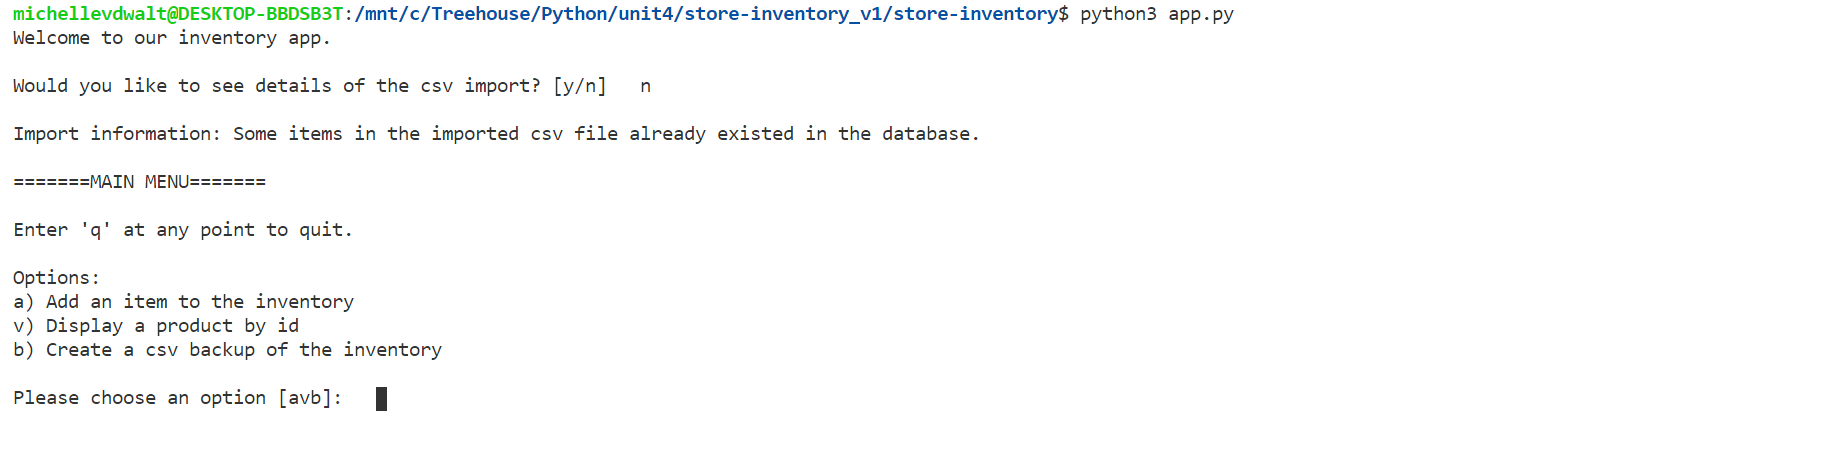 michellevdwalt@DESKTOP-BBDSB3T:/mnt/c/Treehouse/Python/unit4/store-inventory_v1/store-inventory$ python3 app.py
Welcome to our inventory app.
Would you like to see details of the csv import? [y/n]   n
Import information: Some items in the imported csv file already existed in the database.
=======MAIN MENU=======
Enter 'q' at any point to quit.
Options:
a) Add an item to the inventory
v) Display a product by id
b) Create a csv backup of the inventory
Please choose an option [avb]: